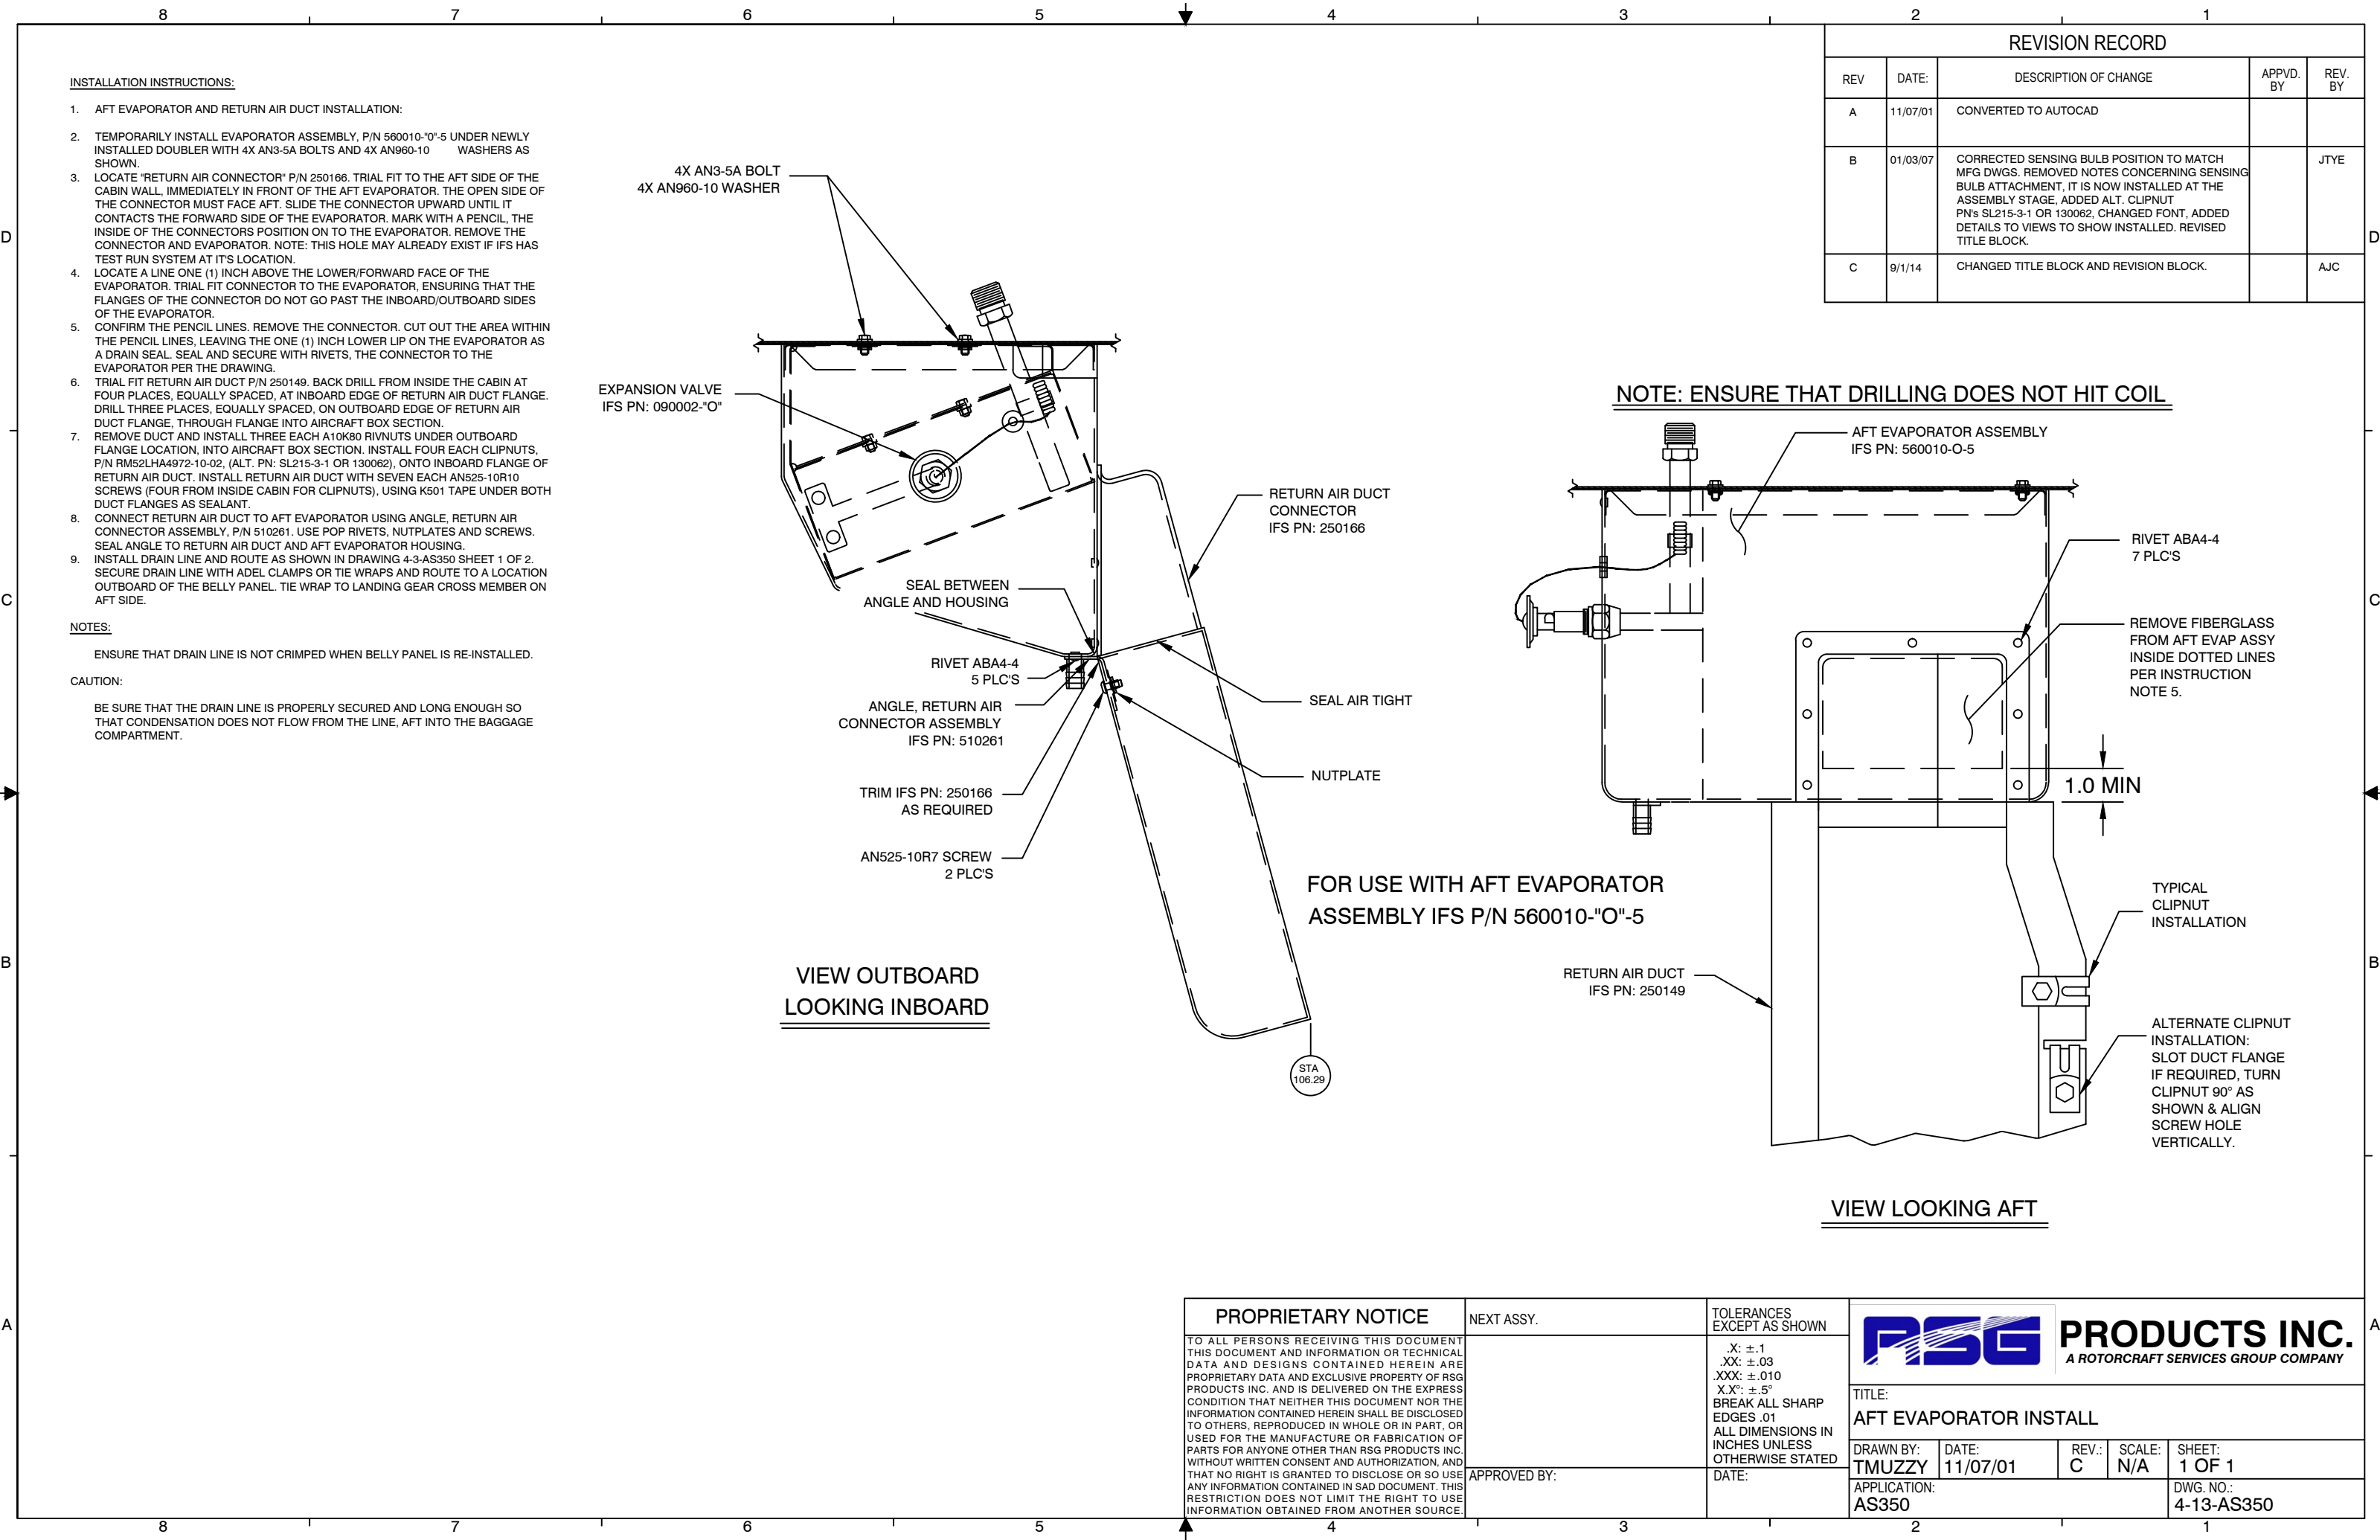 8 7 6 5 4 3 2 1
D
C
B
A
INSTALLATION INSTRUCTIONS:
1. AFT EVAPORATOR AND RETURN AIR DUCT INSTALLATION:
2. TEMPORARILY INSTALL EVAPORATOR ASSEMBLY, P/N 560010-"0"-5 UNDER NEWLY
INSTALLED DOUBLER WITH 4X AN3-5A BOLTS AND 4X AN960-10 WASHERS AS
SHOWN.
3. LOCATE "RETURN AIR CONNECTOR" P/N 250166. TRIAL FIT TO THE AFT SIDE OF THE
CABIN WALL, IMMEDIATELY IN FRONT OF THE AFT EVAPORATOR. THE OPEN SIDE OF
THE CONNECTOR MUST FACE AFT. SLIDE THE CONNECTOR UPWARD UNTIL IT
CONTACTS THE FORWARD SIDE OF THE EVAPORATOR. MARK WITH A PENCIL, THE
INSIDE OF THE CONNECTORS POSITION ON TO THE EVAPORATOR. REMOVE THE
CONNECTOR AND EVAPORATOR. NOTE: THIS HOLE MAY ALREADY EXIST IF IFS HAS
TEST RUN SYSTEM AT IT'S LOCATION.
4. LOCATE A LINE ONE (1) INCH ABOVE THE LOWER/FORWARD FACE OF THE
EVAPORATOR. TRIAL FIT CONNECTOR TO THE EVAPORATOR, ENSURING THAT THE
FLANGES OF THE CONNECTOR DO NOT GO PAST THE INBOARD/OUTBOARD SIDES
OF THE EVAPORATOR.
5. CONFIRM THE PENCIL LINES. REMOVE THE CONNECTOR. CUT OUT THE AREA WITHIN
THE PENCIL LINES, LEAVING THE ONE (1) INCH LOWER LIP ON THE EVAPORATOR AS
A DRAIN SEAL. SEAL AND SECURE WITH RIVETS, THE CONNECTOR TO THE
EVAPORATOR PER THE DRAWING.
6. TRIAL FIT RETURN AIR DUCT P/N 250149. BACK DRILL FROM INSIDE THE CABIN AT
FOUR PLACES, EQUALLY SPACED, AT INBOARD EDGE OF RETURN AIR DUCT FLANGE.
DRILL THREE PLACES, EQUALLY SPACED, ON OUTBOARD EDGE OF RETURN AIR
DUCT FLANGE, THROUGH FLANGE INTO AIRCRAFT BOX SECTION.
7. REMOVE DUCT AND INSTALL THREE EACH A10K80 RIVNUTS UNDER OUTBOARD
FLANGE LOCATION, INTO AIRCRAFT BOX SECTION. INSTALL FOUR EACH CLIPNUTS,
P/N RM52LHA4972-10-02, (ALT. PN: SL215-3-1 OR 130062), ONTO INBOARD FLANGE OF
RETURN AIR DUCT. INSTALL RETURN AIR DUCT WITH SEVEN EACH AN525-10R10
SCREWS (FOUR FROM INSIDE CABIN FOR CLIPNUTS), USING K501 TAPE UNDER BOTH
DUCT FLANGES AS SEALANT.
8. CONNECT RETURN AIR DUCT TO AFT EVAPORATOR USING ANGLE, RETURN AIR
CONNECTOR ASSEMBLY, P/N 510261. USE POP RIVETS, NUTPLATES AND SCREWS.
SEAL ANGLE TO RETURN AIR DUCT AND AFT EVAPORATOR HOUSING.
9. INSTALL DRAIN LINE AND ROUTE AS SHOWN IN DRAWING 4-3-AS350 SHEET 1 OF 2.
SECURE DRAIN LINE WITH ADEL CLAMPS OR TIE WRAPS AND ROUTE TO A LOCATION
OUTBOARD OF THE BELLY PANEL. TIE WRAP TO LANDING GEAR CROSS MEMBER ON
AFT SIDE.
NOTES:
ENSURE THAT DRAIN LINE IS NOT CRIMPED WHEN BELLY PANEL IS RE-INSTALLED.
CAUTION:
BE SURE THAT THE DRAIN LINE IS PROPERLY SECURED AND LONG ENOUGH SO
THAT CONDENSATION DOES NOT FLOW FROM THE LINE, AFT INTO THE BAGGAGE
COMPARTMENT.
4X AN3-5A BOLT
4X AN960-10 WASHER
EXPANSION VALVE
IFS PN: 090002-"O"
RETURN AIR DUCT
CONNECTOR
IFS PN: 250166
SEAL BETWEEN
ANGLE AND HOUSING
RIVET ABA4-4
5 PLC'S
ANGLE, RETURN AIR
CONNECTOR ASSEMBLY
IFS PN: 510261
SEAL AIR TIGHT
NUTPLATE
TRIM IFS PN: 250166
AS REQUIRED
AN525-10R7 SCREW
2 PLC'S
VIEW OUTBOARD
LOOKING INBOARD
STA
106.29
FOR USE WITH AFT EVAPORATOR
ASSEMBLY IFS P/N 560010-"O"-5
REVISION RECORD
REV DATE: DESCRIPTION OF CHANGE APPVD. BY REV. BY
A 11/07/01 CONVERTED TO AUTOCAD
B 01/03/07 CORRECTED SENSING BULB POSITION TO MATCH JTYE
MFG DWGS. REMOVED NOTES CONCERNING SENSING
BULB ATTACHMENT, IT IS NOW INSTALLED AT THE
ASSEMBLY STAGE, ADDED ALT. CLIPNUT
PN's SL215-3-1 OR 130062, CHANGED FONT, ADDED
DETAILS TO VIEWS TO SHOW INSTALLED. REVISED
TITLE BLOCK.
C 9/1/14 CHANGED TITLE BLOCK AND REVISION BLOCK. AJC
NOTE: ENSURE THAT DRILLING DOES NOT HIT COIL
AFT EVAPORATOR ASSEMBLY
IFS PN: 560010-O-5
RIVET ABA4-4
7 PLC'S
REMOVE FIBERGLASS
FROM AFT EVAP ASSY
INSIDE DOTTED LINES
PER INSTRUCTION
NOTE 5.
1.0 MIN
TYPICAL
CLIPNUT
INSTALLATION
RETURN AIR DUCT
IFS PN: 250149
ALTERNATE CLIPNUT
INSTALLATION:
SLOT DUCT FLANGE
IF REQUIRED, TURN
CLIPNUT 90° AS
SHOWN & ALIGN
SCREW HOLE
VERTICALLY.
VIEW LOOKING AFT
PROPRIETARY NOTICE
TO ALL PERSONS RECEIVING THIS DOCUMENT
THIS DOCUMENT AND INFORMATION OR TECHNICAL
DATA AND DESIGNS CONTAINED HEREIN ARE
PROPRIETARY DATA AND EXCLUSIVE PROPERTY OF RSG
PRODUCTS INC. AND IS DELIVERED ON THE EXPRESS
CONDITION THAT NEITHER THIS DOCUMENT NOR THE
INFORMATION CONTAINED HEREIN SHALL BE DISCLOSED
TO OTHERS, REPRODUCED IN WHOLE OR IN PART, OR
USED FOR THE MANUFACTURE OR FABRICATION OF
PARTS FOR ANYONE OTHER THAN RSG PRODUCTS INC.
WITHOUT WRITTEN CONSENT AND AUTHORIZATION, AND
THAT NO RIGHT IS GRANTED TO DISCLOSE OR SO USE
ANY INFORMATION CONTAINED IN SAD DOCUMENT. THIS
RESTRICTION DOES NOT LIMIT THE RIGHT TO USE
INFORMATION OBTAINED FROM ANOTHER SOURCE.
NEXT ASSY.
APPROVED BY:
TOLERANCES
EXCEPT AS SHOWN
.X: ±.1
.XX: ±.03
.XXX: ±.010
X.X°: ±.5°
BREAK ALL SHARP
EDGES .01
ALL DIMENSIONS IN
INCHES UNLESS
OTHERWISE STATED
DATE:
RSG PRODUCTS INC.
A ROTORCRAFT SERVICES GROUP COMPANY
TITLE:
AFT EVAPORATOR INSTALL
DRAWN BY: DATE: REV.: SCALE: SHEET:
TMUZZY 11/07/01 C N/A 1 OF 1
APPLICATION: DWG. NO.:
AS350 4-13-AS350
D
C
B
A
8 7 6 5 4 3 2 1